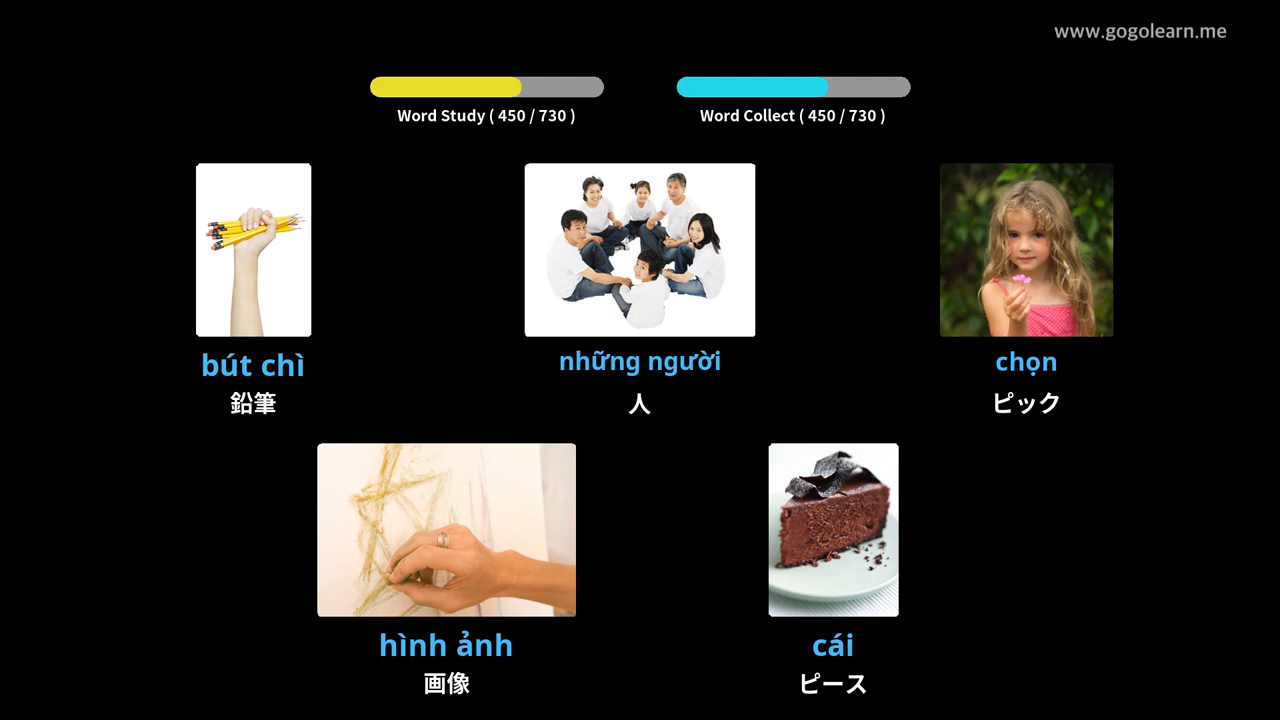 www.gogolearn.me
Word Study ( 450 / 730 )
Word Collect ( 450 / 730 )
bút chì
鉛筆
những người
人
chọn
ピック
hình ảnh
画像
cái
ピース